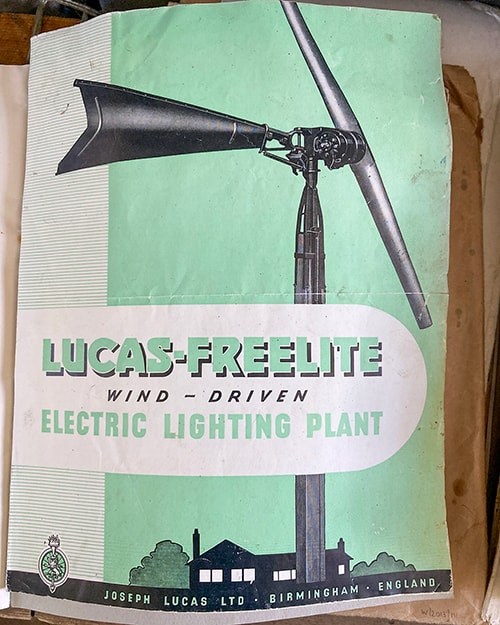 LUCAS-FREELITE
WIND - DRIVEN
ELECTRIC LIGHTING PLANT
JOSEPH LUCAS LTD · BIRMINGHAM · ENGLAND